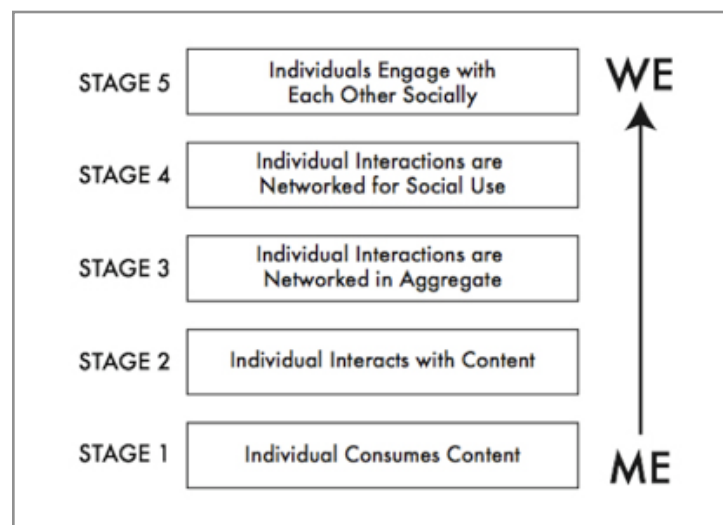 STAGE 5
Individuals Engage with
Each Other Socially
WE
STAGE 4
Individual Interactions are
Networked for Social Use
STAGE 3
Individual Interactions are
Networked in Aggregate
STAGE 2
Individual Interacts with Content
STAGE 1
Individual Consumes Content
ME